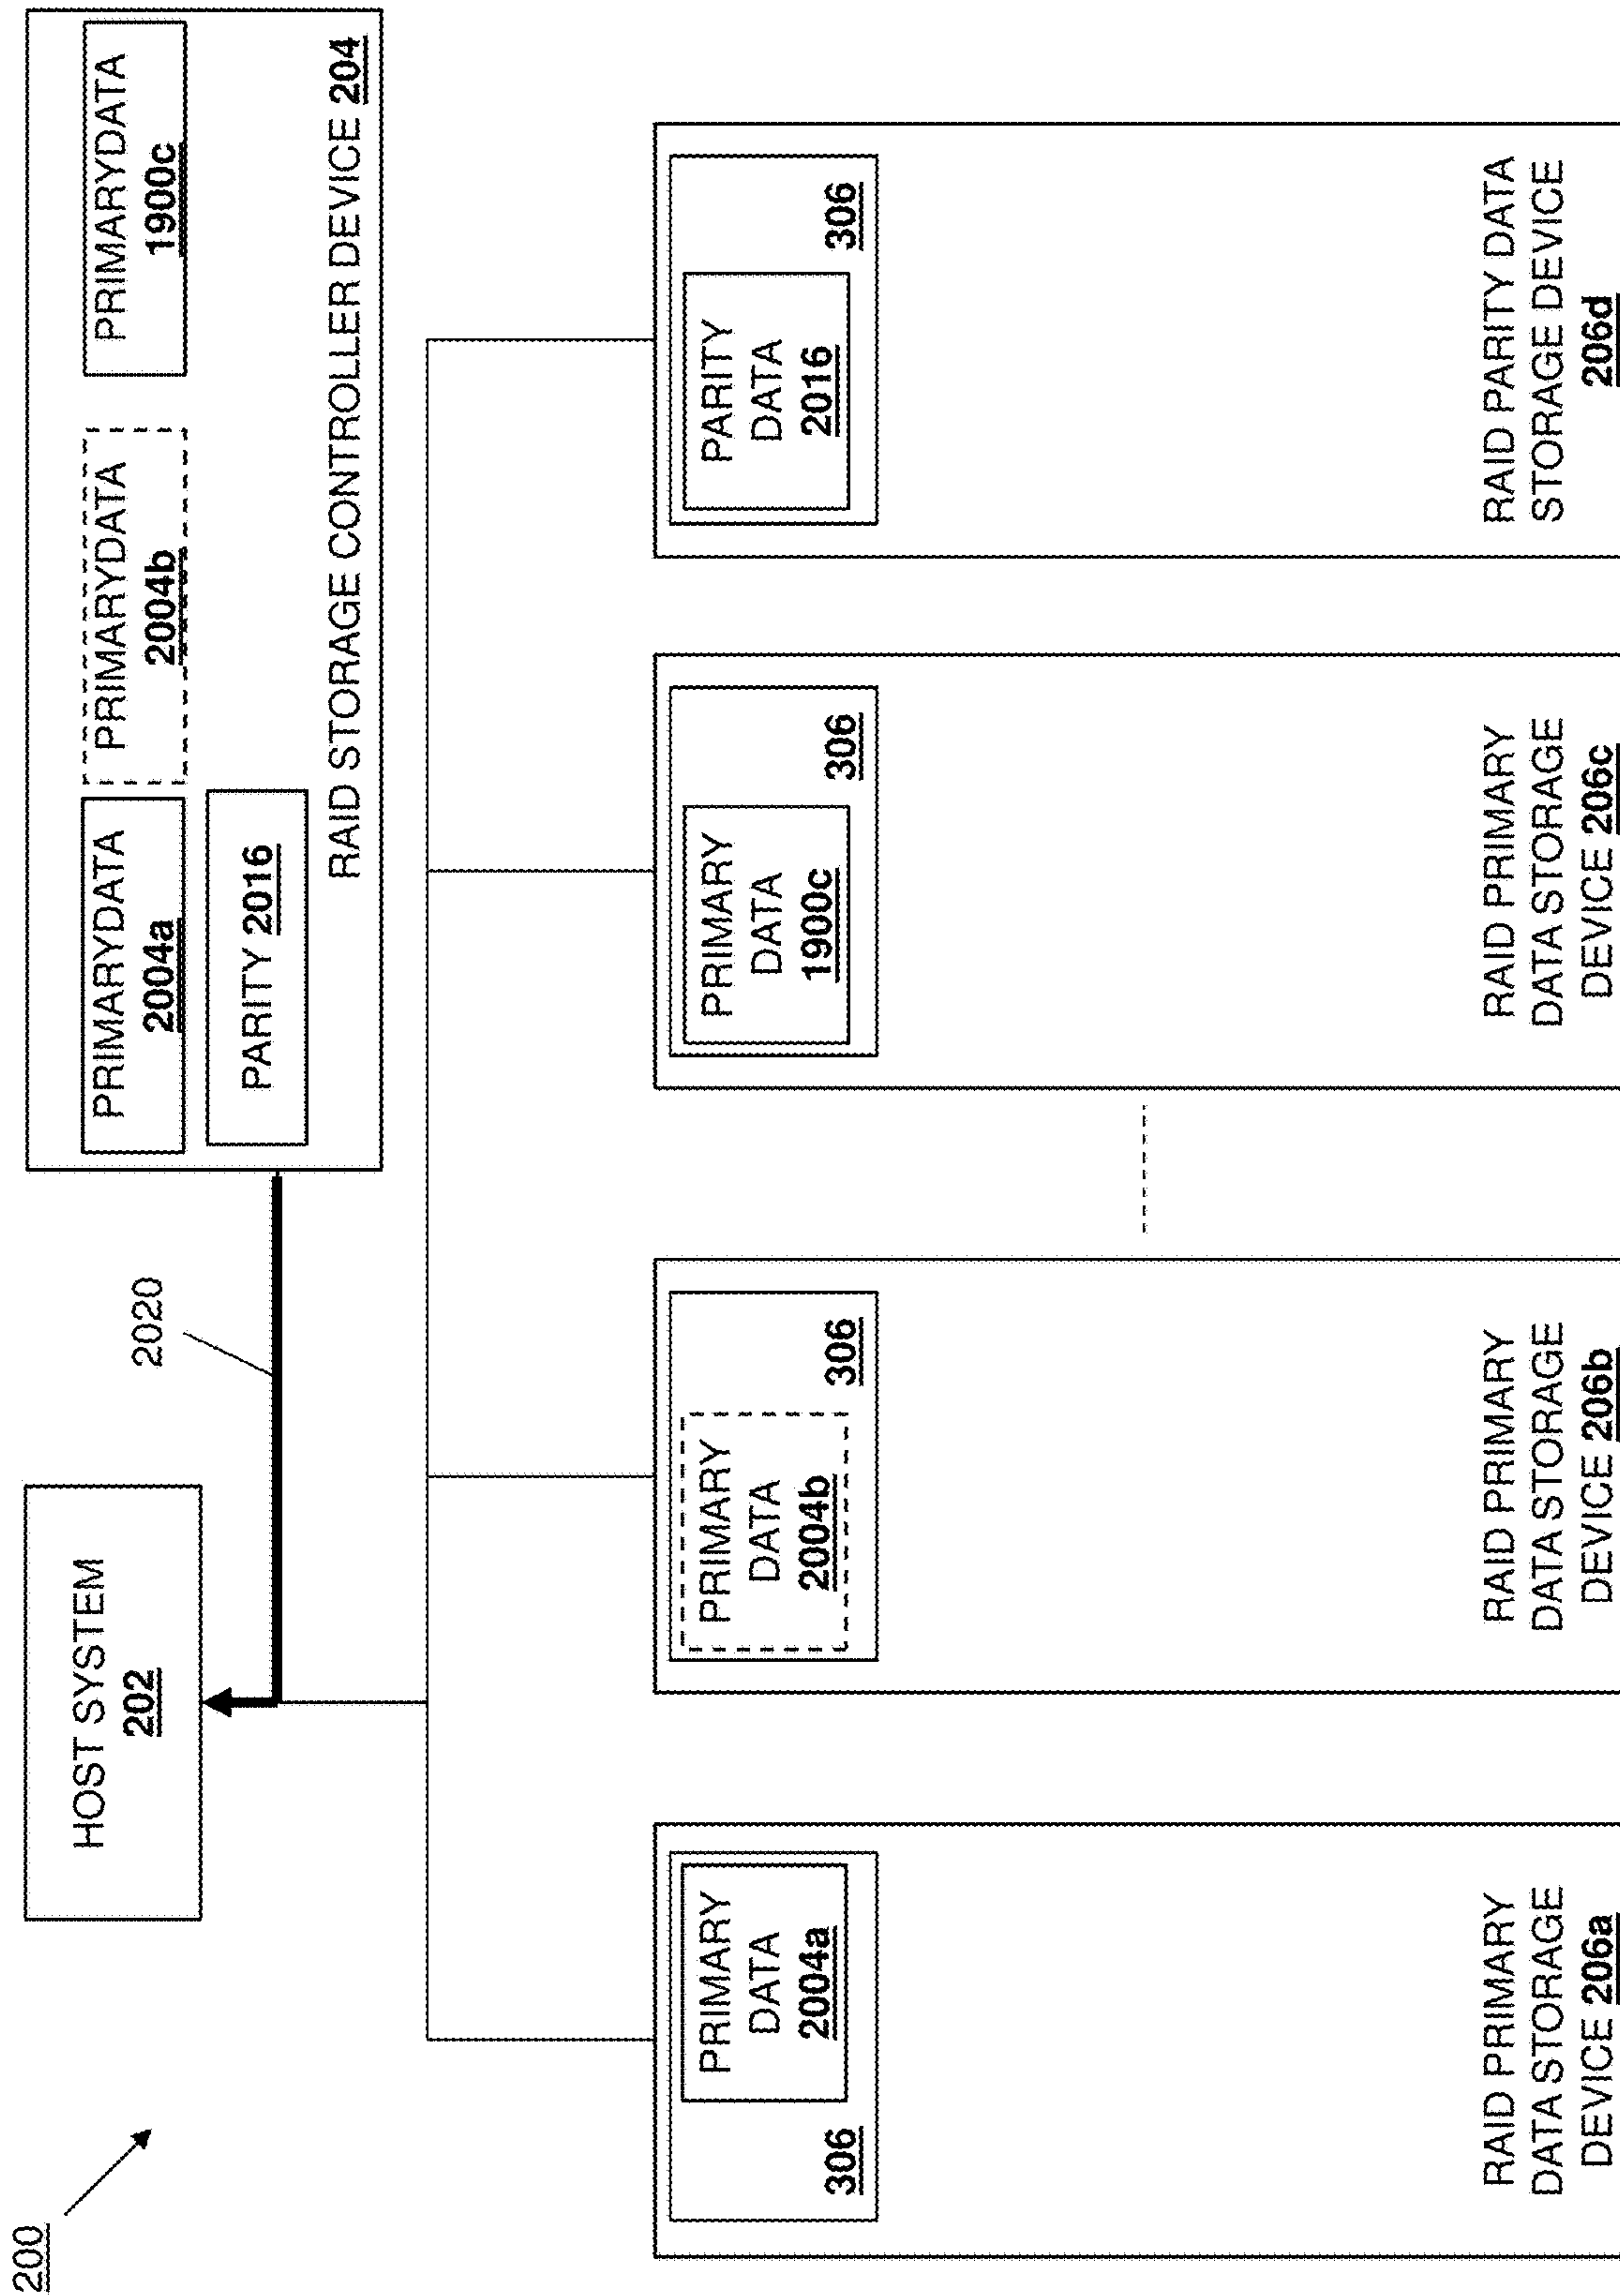 200
HOST SYSTEM
202
2020
PRIMARYDATA
2004a
PRIMARYDATA
2004b
PRIMARYDATA
1900c
PARITY 2016
RAID STORAGE CONTROLLER DEVICE 204
306
PRIMARY
DATA
2004a
RAID PRIMARY
DATA STORAGE
DEVICE 206a
PRIMARY
DATA
2004b
306
RAID PRIMARY
DATA STORAGE
DEVICE 206b
PRIMARY
DATA
1900c
306
RAID PRIMARY
DATA STORAGE
DEVICE 206c
PARITY
DATA
2016
306
RAID PARITY DATA
STORAGE DEVICE
206d